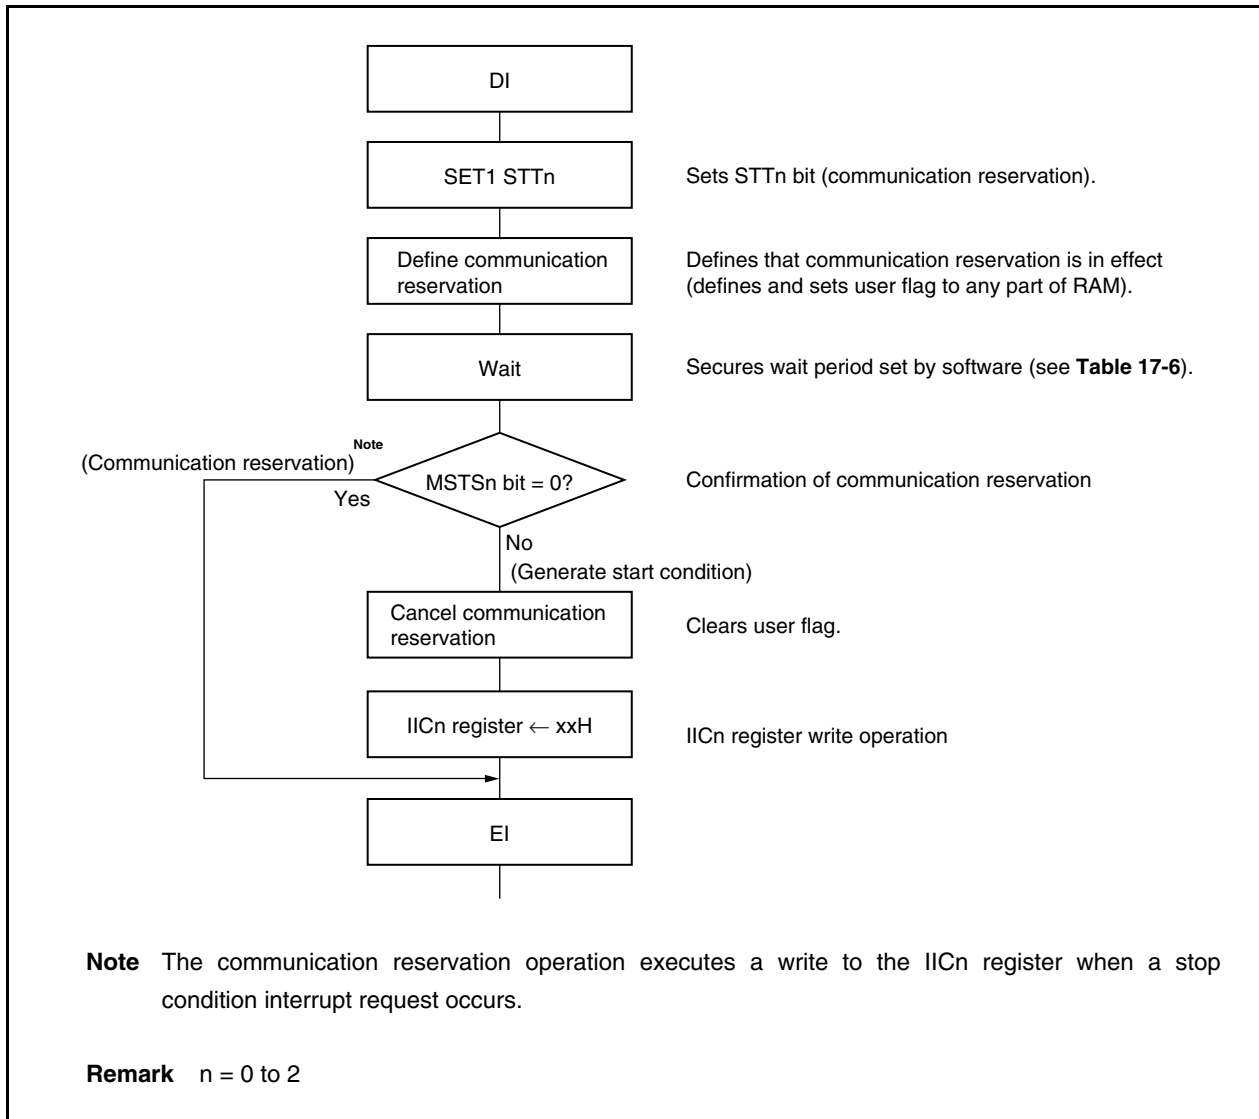 DI
SET1 STTn
Sets STTn bit (communication reservation).
Define communication
reservation
Defines that communication reservation is in effect
(defines and sets user flag to any part of RAM).
Wait
Secures wait period set by software (see Table 17-6).
(Communication reservation)Note
Yes
MSTSn bit = 0?
Confirmation of communication reservation
No
(Generate start condition)
Cancel communication
reservation
Clears user flag.
IICn register ← xxH
IICn register write operation
EI
Note The communication reservation operation executes a write to the IICn register when a stop
condition interrupt request occurs.
Remark n = 0 to 2